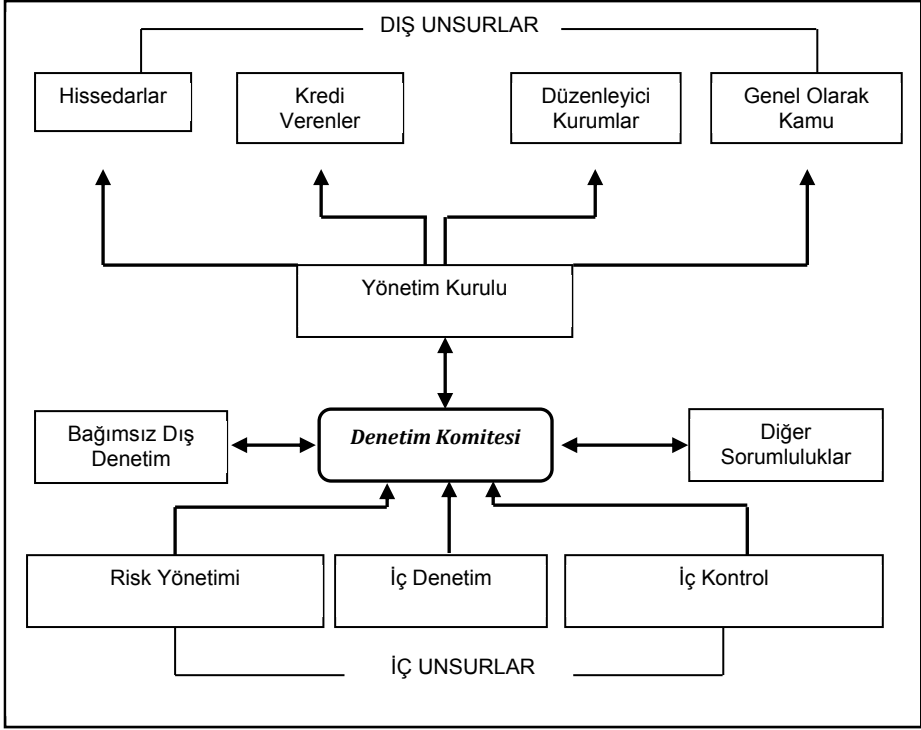 DIŞ UNSURLAR
Hissedarlar
Kredi
Verenler
Düzenleyici
Kurumlar
Genel Olarak
Kamu
Yönetim Kurulu
Bağımsız Dış
Denetim
Denetim Komitesi
Diğer
Sorumluluklar
Risk Yönetimi
İç Denetim
İç Kontrol
İÇ UNSURLAR